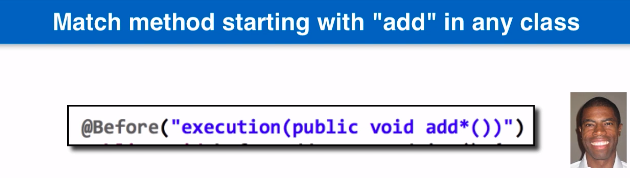 Match method starting with "add" in any class
@Before("execution(public void add*())")